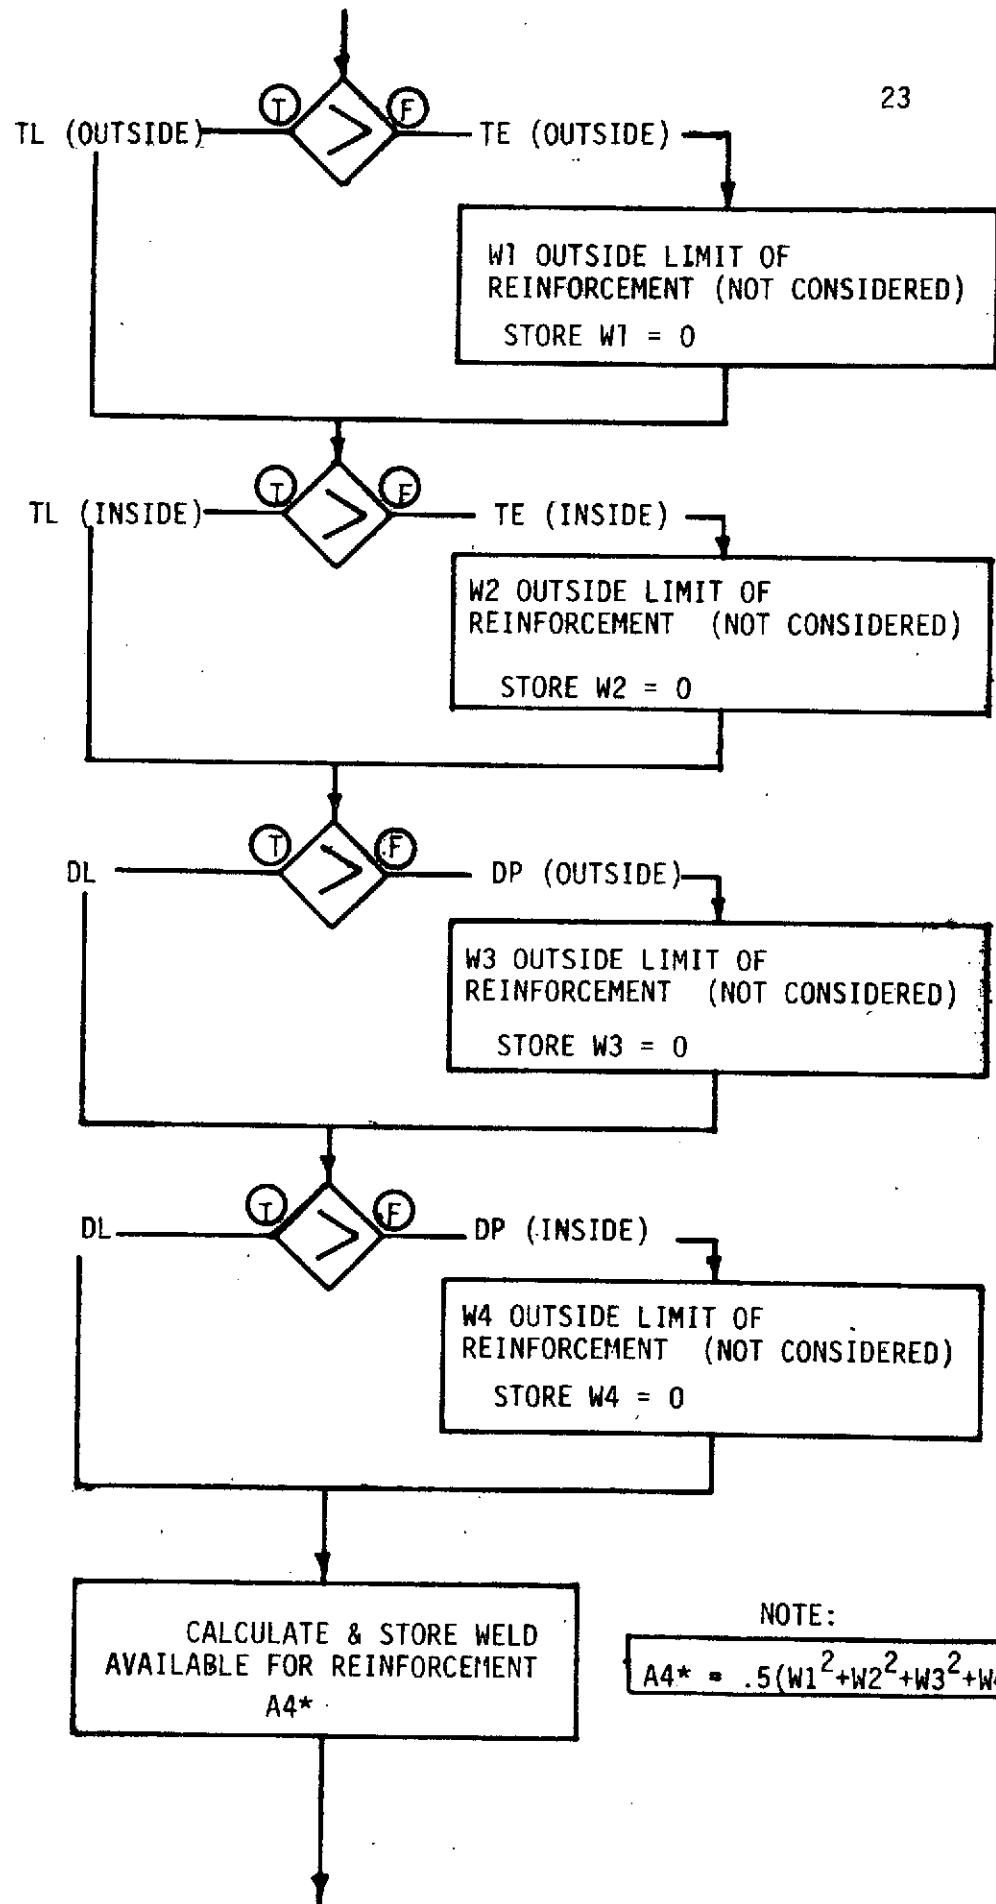 23
T
F
TL (OUTSIDE)
>
TE (OUTSIDE)
W1 OUTSIDE LIMIT OF
REINFORCEMENT (NOT CONSIDERED)
STORE W1 = 0
T
F
TL (INSIDE)
>
TE (INSIDE)
W2 OUTSIDE LIMIT OF
REINFORCEMENT (NOT CONSIDERED)
STORE W2 = 0
T
F
DL
>
DP (OUTSIDE)
W3 OUTSIDE LIMIT OF
REINFORCEMENT (NOT CONSIDERED)
STORE W3 = 0
T
F
DL
>
DP (INSIDE)
W4 OUTSIDE LIMIT OF
REINFORCEMENT (NOT CONSIDERED)
STORE W4 = 0
CALCULATE & STORE WELD
AVAILABLE FOR REINFORCEMENT
A4*
NOTE:
A4* = .5(W1²+W2²+W3²+W4